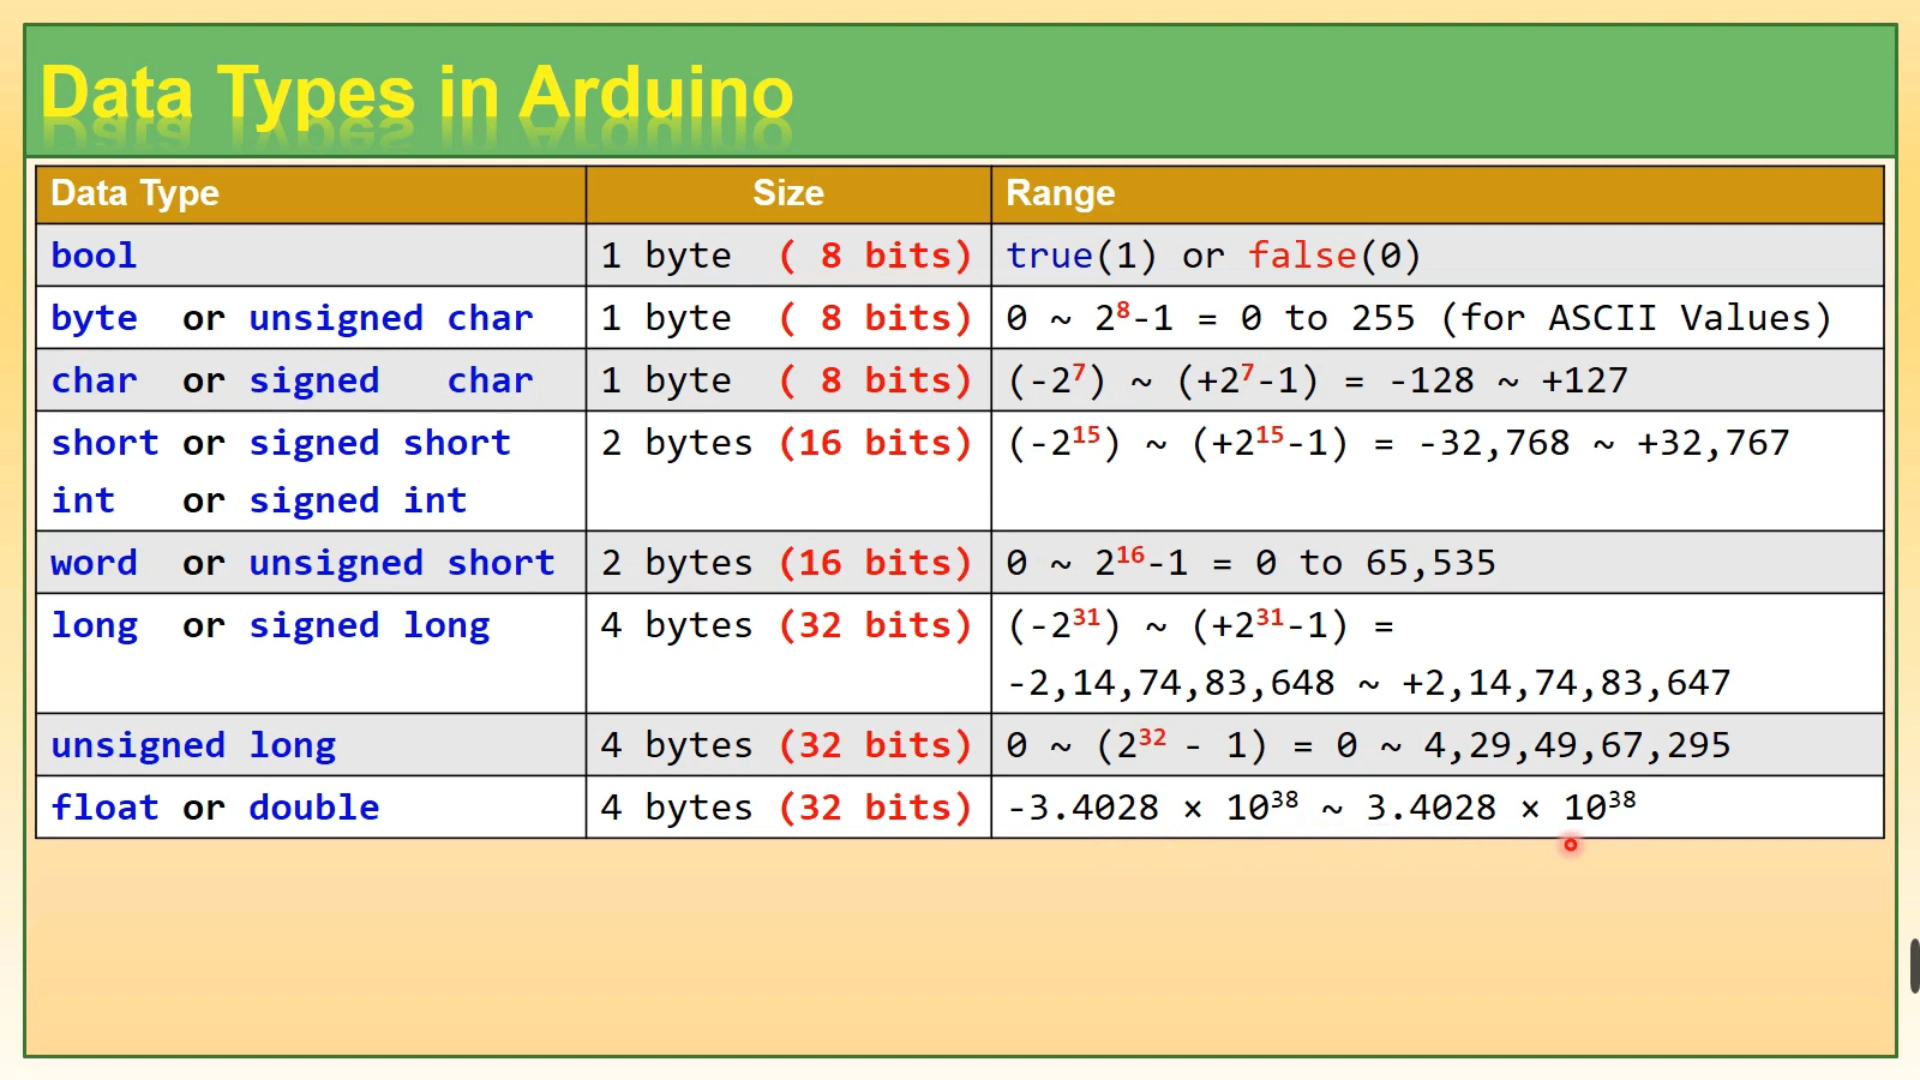 Data Types in Arduino
Data Type Size Range
bool 1 byte ( 8 bits) true(1) or false(0)
byte or unsigned char 1 byte ( 8 bits) 0 ~ 2⁸-1 = 0 to 255 (for ASCII Values)
char or signed char 1 byte ( 8 bits) (-2⁷) ~ (+2⁷-1) = -128 ~ +127
short or signed short 2 bytes (16 bits) (-2¹⁵) ~ (+2¹⁵-1) = -32,768 ~ +32,767
int or signed int
word or unsigned short 2 bytes (16 bits) 0 ~ 2¹⁶-1 = 0 to 65,535
long or signed long 4 bytes (32 bits) (-2³¹) ~ (+2³¹-1) =
-2,14,74,83,648 ~ +2,14,74,83,647
unsigned long 4 bytes (32 bits) 0 ~ (2³² - 1) = 0 ~ 4,29,49,67,295
float or double 4 bytes (32 bits) -3.4028 × 10³⁸ ~ 3.4028 × 10³⁸